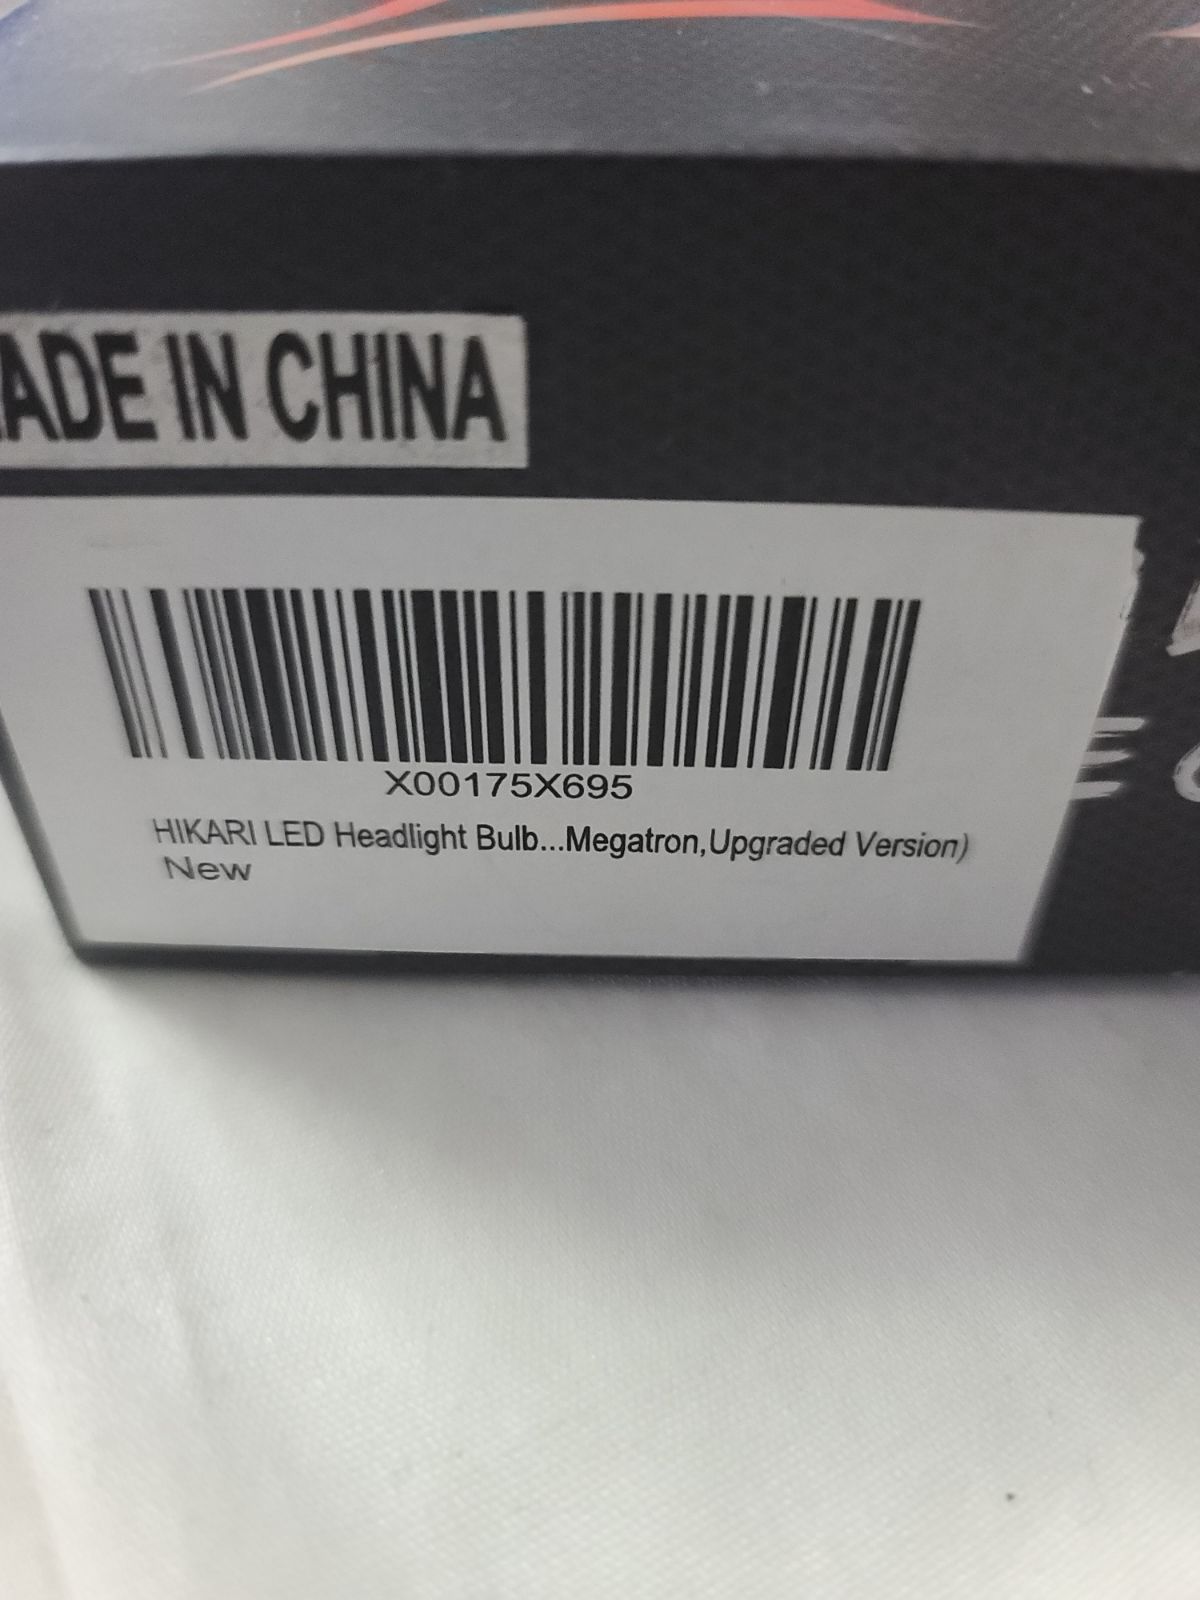 ADE IN CHINA
X00175X695
HIKARI LED Headlight Bulb...Megatron,Upgraded Version)
New